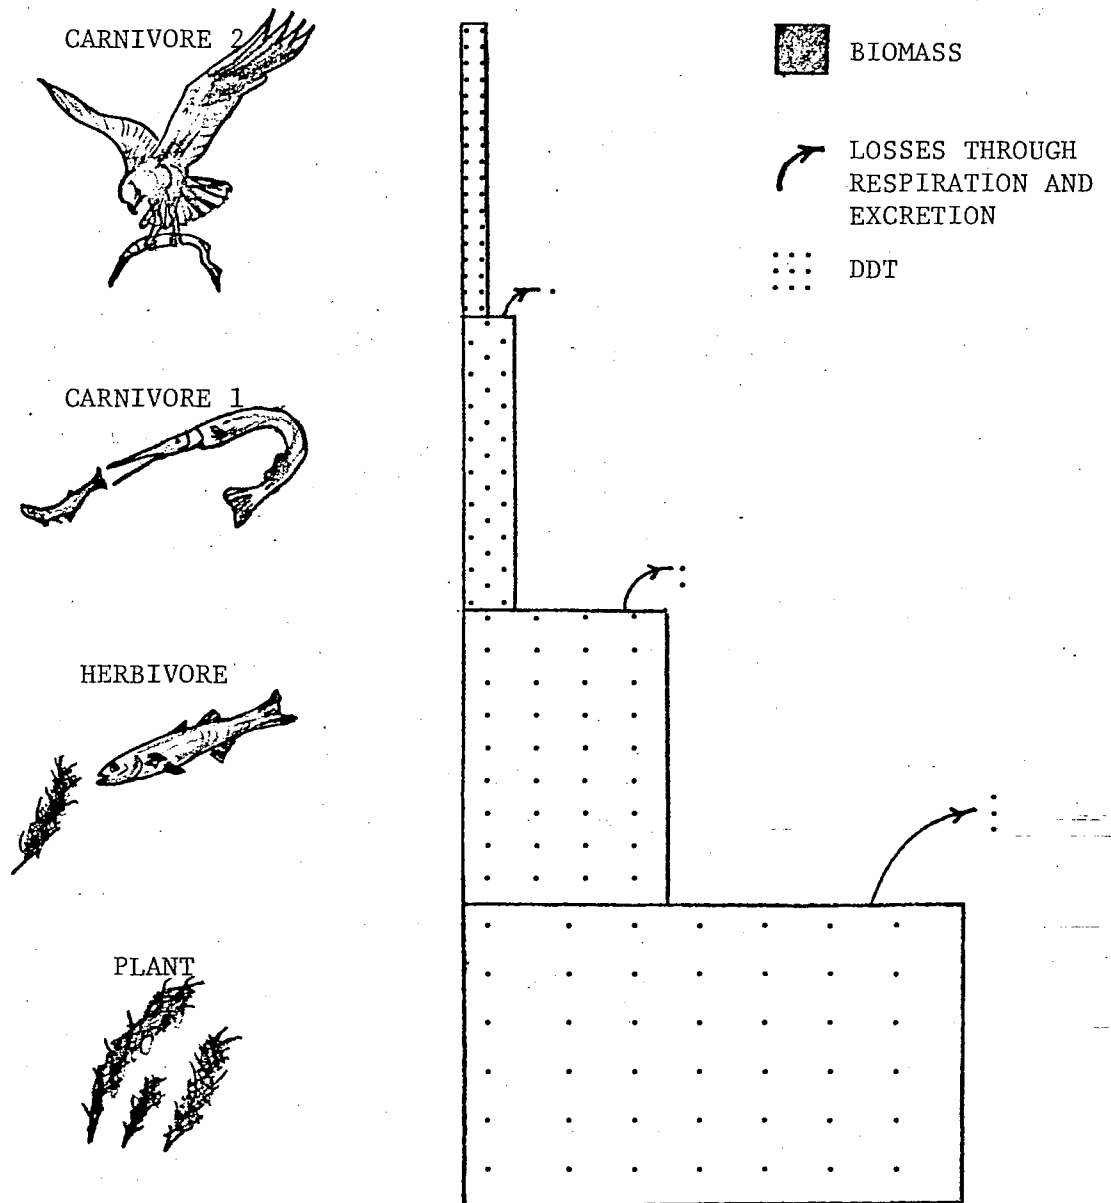 CARNIVORE 2
CARNIVORE 1
HERBIVORE
PLANT
BIOMASS
LOSSES THROUGH
RESPIRATION AND
EXCRETION
DDT